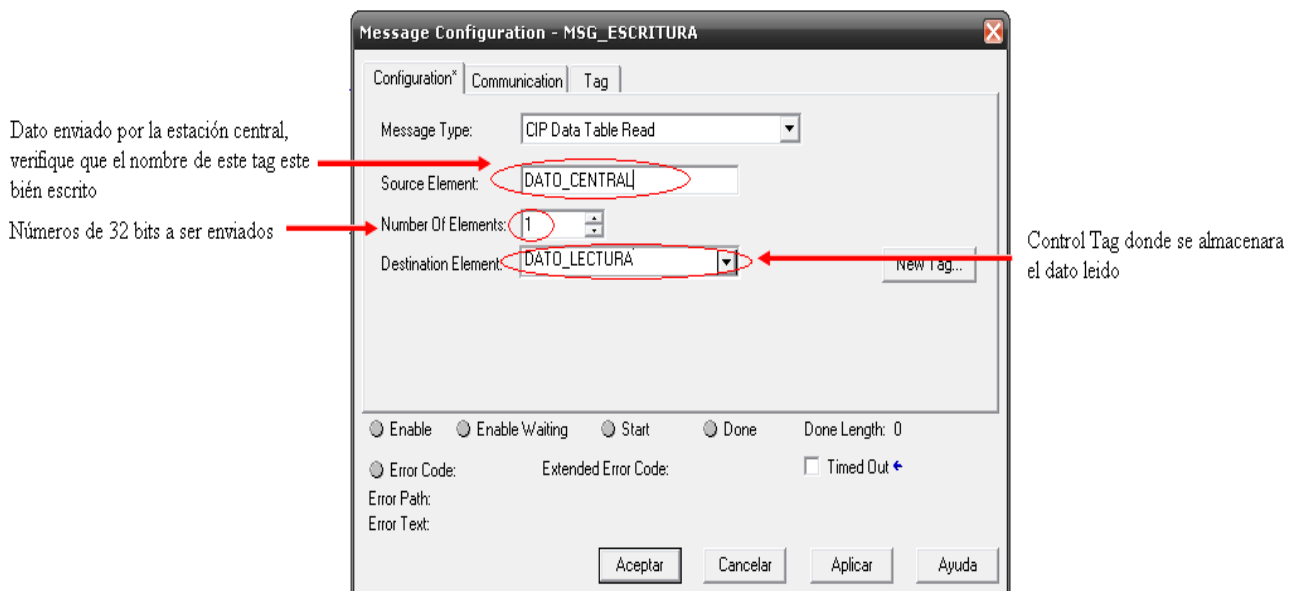 Message Configuration - MSG_ESCRITURA
Configuration* Communication Tag
Dato enviado por la estación central,
verifique que el nombre de este tag este
bién escrito
Números de 32 bits a ser enviados
Message Type: CIP Data Table Read
Source Element: DATO_CENTRAL
Number Of Elements: 1
Destination Element: DATO_LECTURA
New Tag...
Control Tag donde se almacenara
el dato leido
Enable Enable Waiting Start Done Done Length: 0
Error Code: Extended Error Code: Timed Out
Error Path:
Error Text:
Aceptar Cancelar Aplicar Ayuda